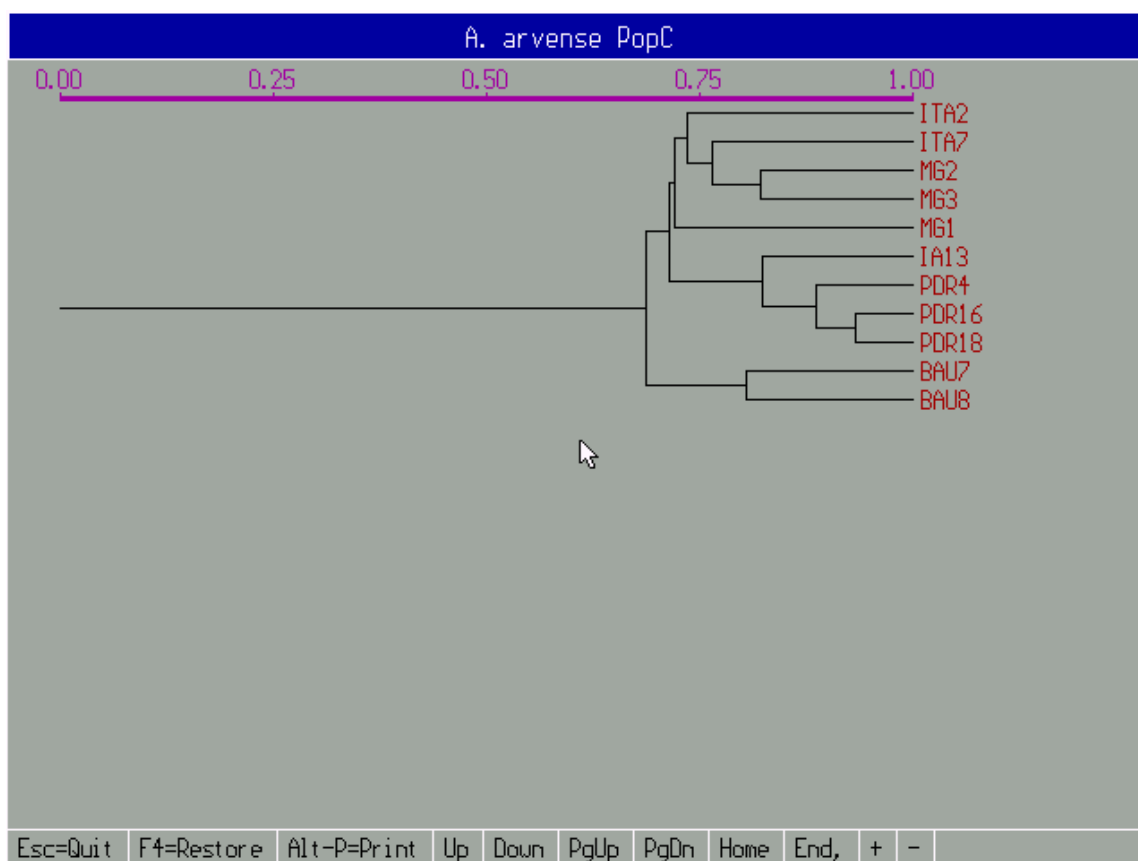 A. arvense PopC
0.00 0.25 0.50 0.75 1.00
ITA2
ITA7
MG2
MG3
MG1
IA13
PDR4
PDR16
PDR18
BAU7
BAU8
Esc=Quit F4=Restore Alt-P=Print Up Down PgUp PgDn Home End, + -